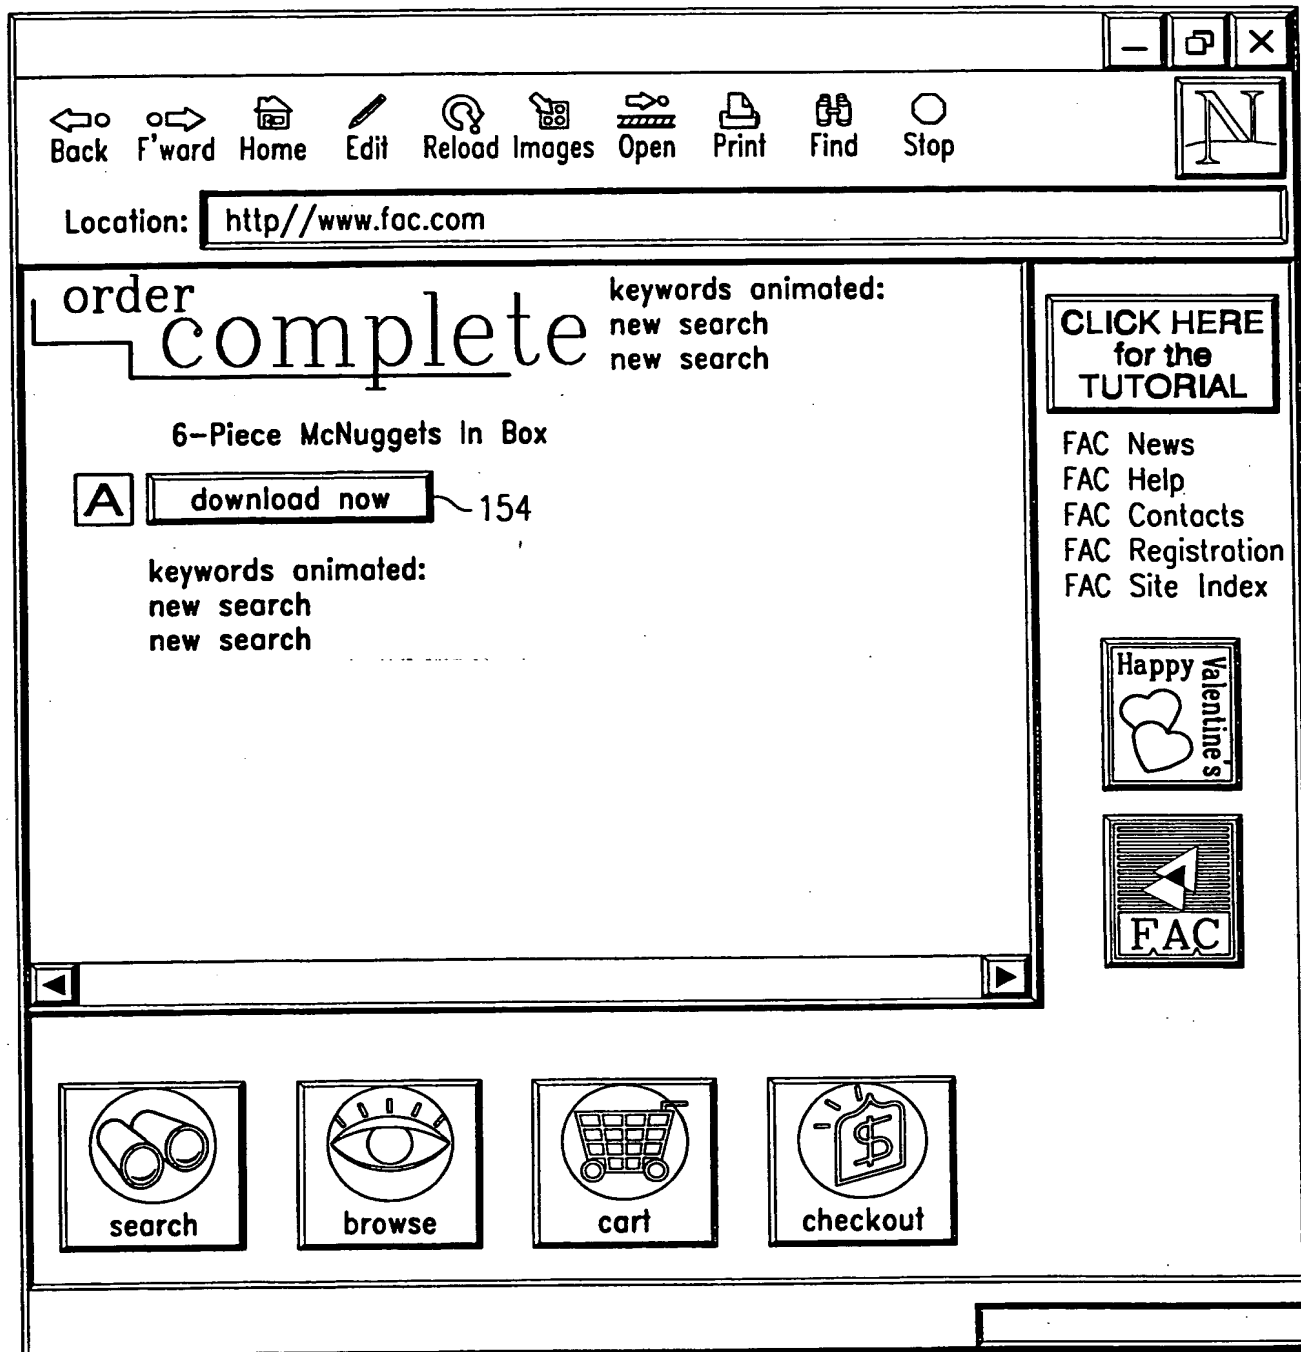 N
Back F'ward Home Edit Reload Images Open Print Find Stop
Location: http//www.fac.com
order
complete
keywords animated:
new search
new search
6-Piece McNuggets In Box
A download now 154
keywords animated:
new search
new search
CLICK HERE
for the
TUTORIAL
FAC News
FAC Help
FAC Contacts
FAC Registration
FAC Site Index
Happy
Valentine's
FAC
search browse cart $ checkout